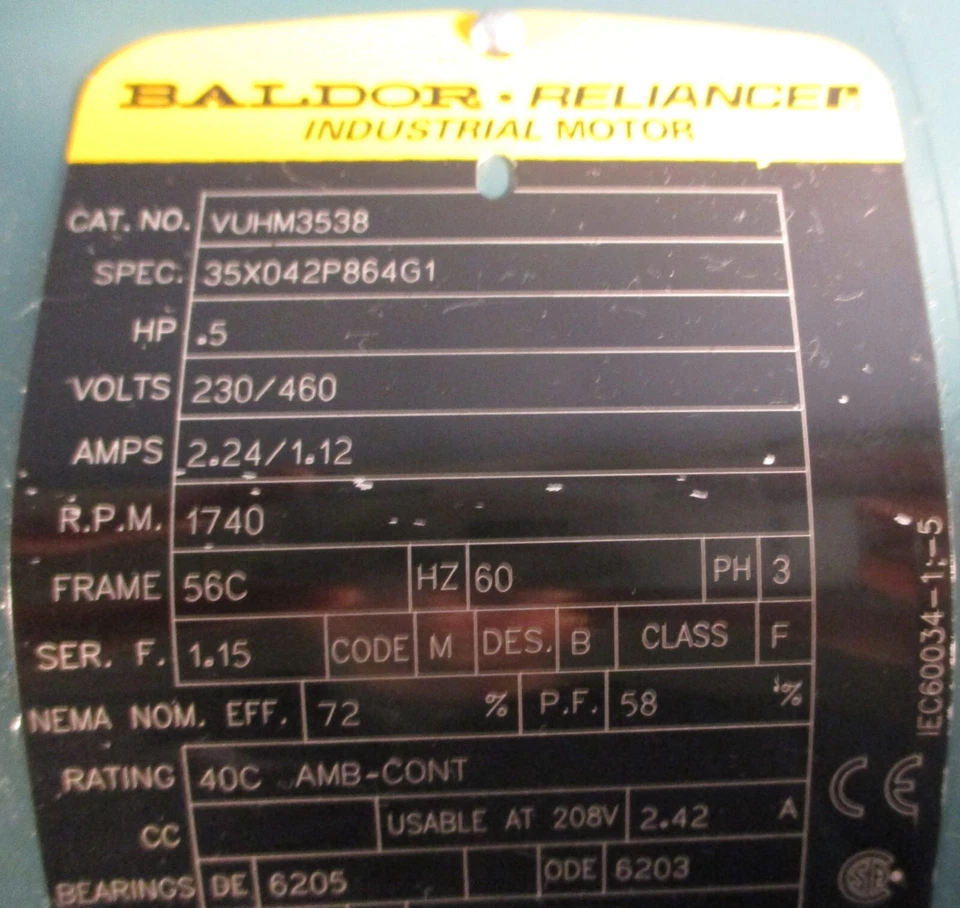 BALDOR • RELIANCER
INDUSTRIAL MOTOR
CAT. NO. VUHM3538
SPEC. 35X042P864G1
HP .5
VOLTS 230/460
AMPS 2.24/1.12
R.P.M. 1740
FRAME 56C HZ 60 PH 3
SER. F. 1.15 CODE M DES. B CLASS F
NEMA NOM. EFF. 72 % P.F. 58 %
RATING 40C AMB-CONT
CC USABLE AT 208V 2.42 A
BEARINGS DE 6205 ODE 6203
IEC60034-1;-5
CE